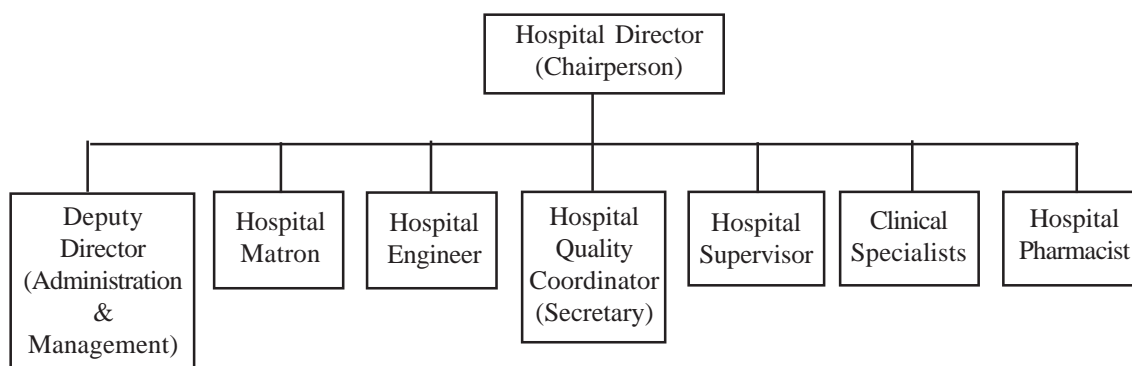 Hospital Director
(Chairperson)
Deputy
Director
(Administration
&
Management)
Hospital
Matron
Hospital
Engineer
Hospital
Quality
Coordinator
(Secretary)
Hospital
Supervisor
Clinical
Specialists
Hospital
Pharmacist